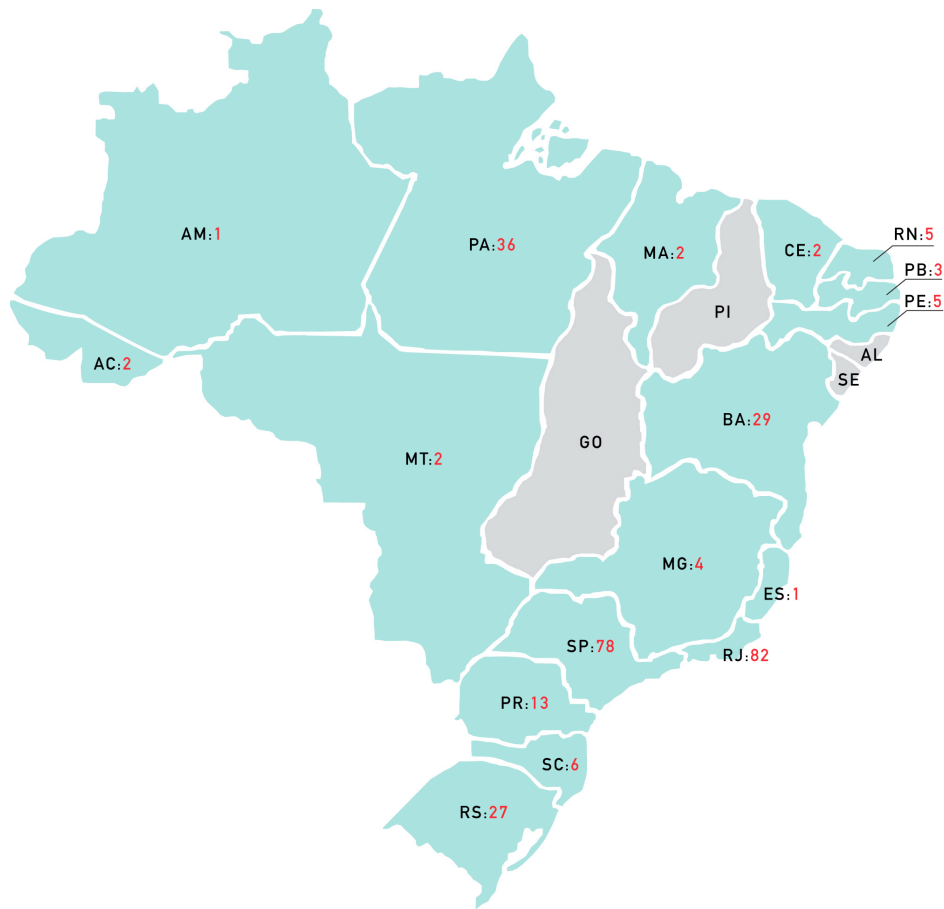 AM:1
PA:36
MA:2
CE:2
RN:5
PB:3
PE:5
PI
AL
SE
AC:2
BA:29
GO
MT:2
MG:4
ES:1
SP:78
RJ:82
PR:13
SC:6
RS:27